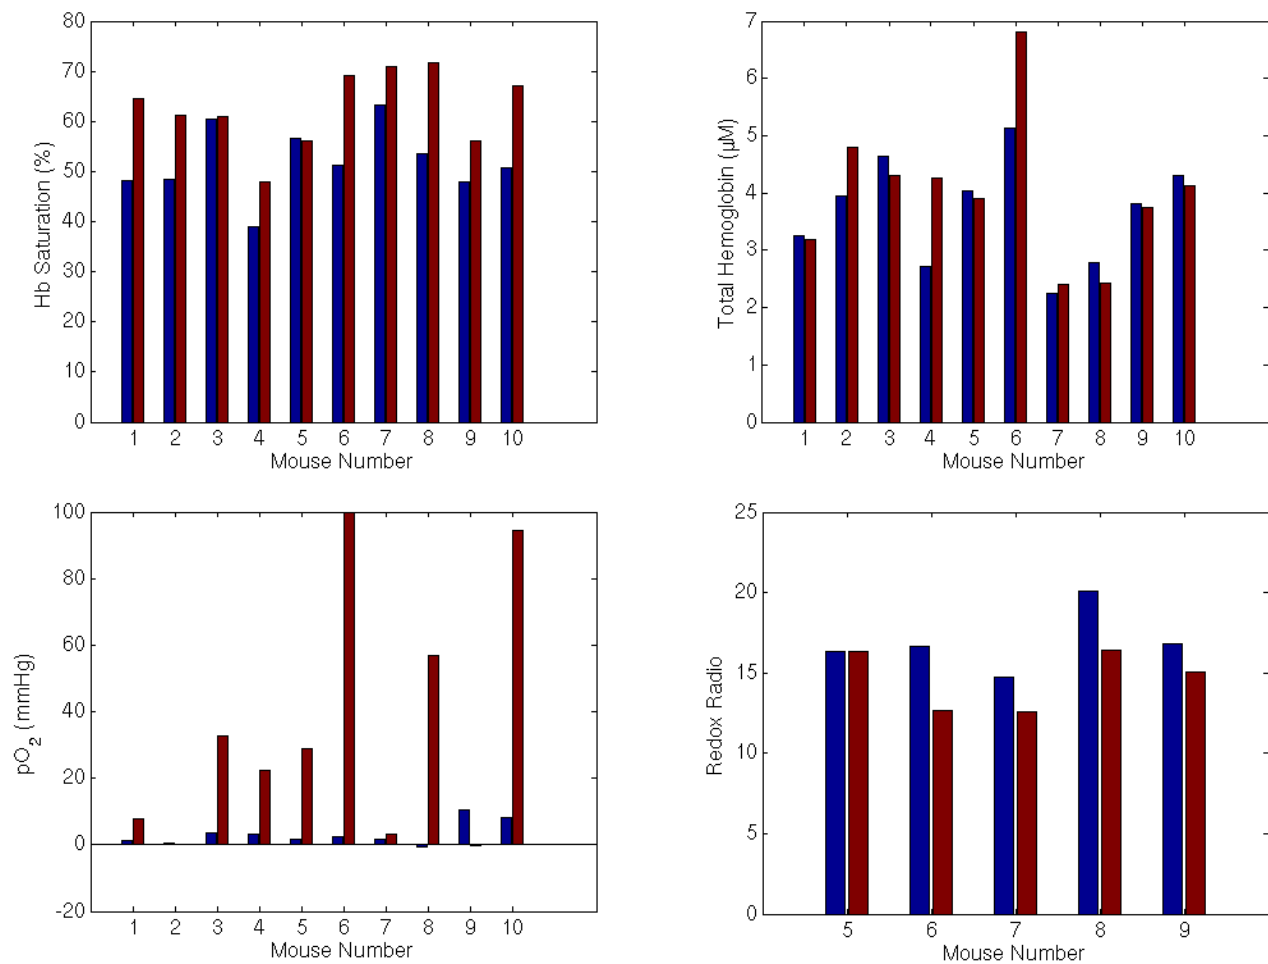 80
70
60
50
40
30
20
10
0
Hb Saturation (%)
1 2 3 4 5 6 7 8 9 10
Mouse Number
7
6
5
4
3
2
1
0
Total Hemoglobin (µM)
1 2 3 4 5 6 7 8 9 10
Mouse Number
100
80
60
40
20
0
-20
pO₂ (mmHg)
1 2 3 4 5 6 7 8 9 10
Mouse Number
25
20
15
10
5
0
Redox Radio
5 6 7 8 9
Mouse Number